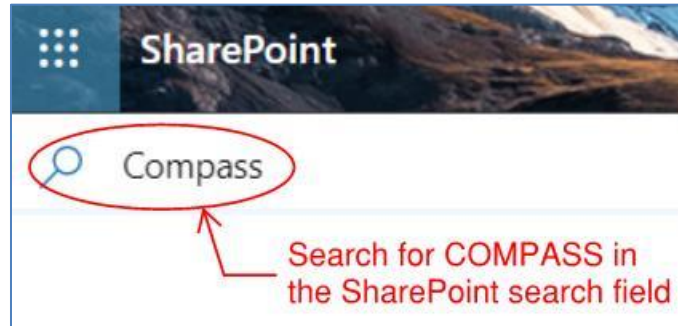 SharePoint
Compass
Search for COMPASS in
the SharePoint search field